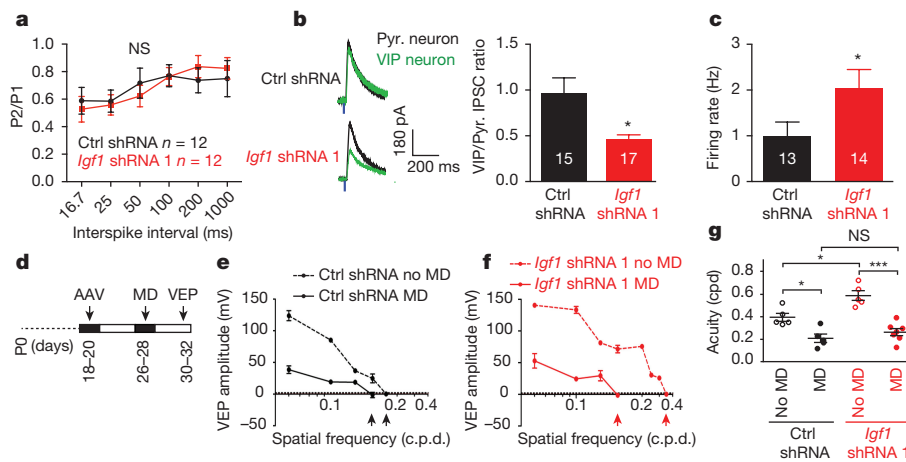 a
P2/P1
1.0
0.8
0.6
0.4
0.2
0.0
NS
Ctrl shRNA n = 12
Igf1 shRNA 1 n = 12
16.7 25 50 100 200 1000
Interspike interval (ms)
b
Pyr. neuron
VIP neuron
Ctrl shRNA
Igf1 shRNA 1
180 pA
200 ms
VIP/Pyr. IPSC ratio
1.5
1.0
0.5
0.0
*
15 17
Ctrl shRNA
Igf1 shRNA 1
c
Firing rate (Hz)
4
3
2
1
0
*
13 14
Ctrl shRNA
Igf1 shRNA 1
d
AAV MD VEP
P0 (days)
18–20 26–28 30–32
e
Ctrl shRNA no MD
Ctrl shRNA MD
VEP amplitude (mV)
150
100
50
0
–50
0.1 0.2 0.4
Spatial frequency (c.p.d.)
f
Igf1 shRNA 1 no MD
Igf1 shRNA 1 MD
VEP amplitude (mV)
150
100
50
0
–50
0.1 0.2 0.4
Spatial frequency (c.p.d.)
g
NS
* ***
*
Acuity (cpd)
0.8
0.6
0.4
0.2
0
No MD MD No MD MD
Ctrl shRNA
Igf1 shRNA 1